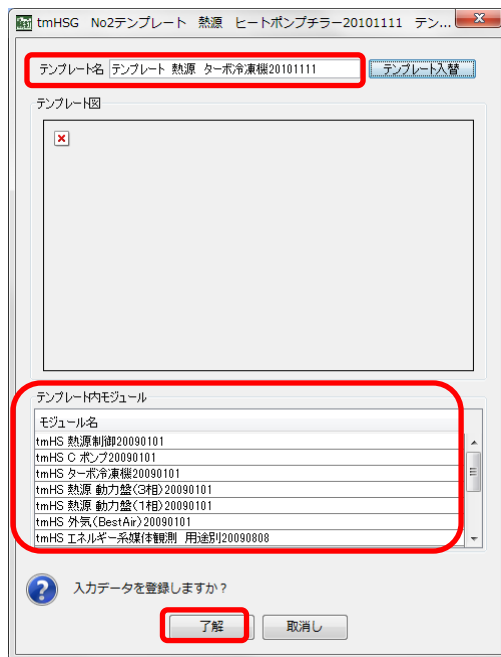 tmHSG No2テンプレート 熱源 ヒートポンプチラー20101111 テン...
テンプレート名 テンプレート 熱源 ターボ冷凍機20101111 テンプレート入替
テンプレート図
テンプレート内モジュール
モジュール名
tmHS 熱源制御20090101
tmHS C ポンプ20090101
tmHS ターボ冷凍機20090101
tmHS 熱源 動力盤(3相)20090101
tmHS 熱源 動力盤(1相)20090101
tmHS 外気(BestAir)20090101
tmHS エネルギー系媒体観測 用途別20090808
入力データを登録しますか?
了解 取消し